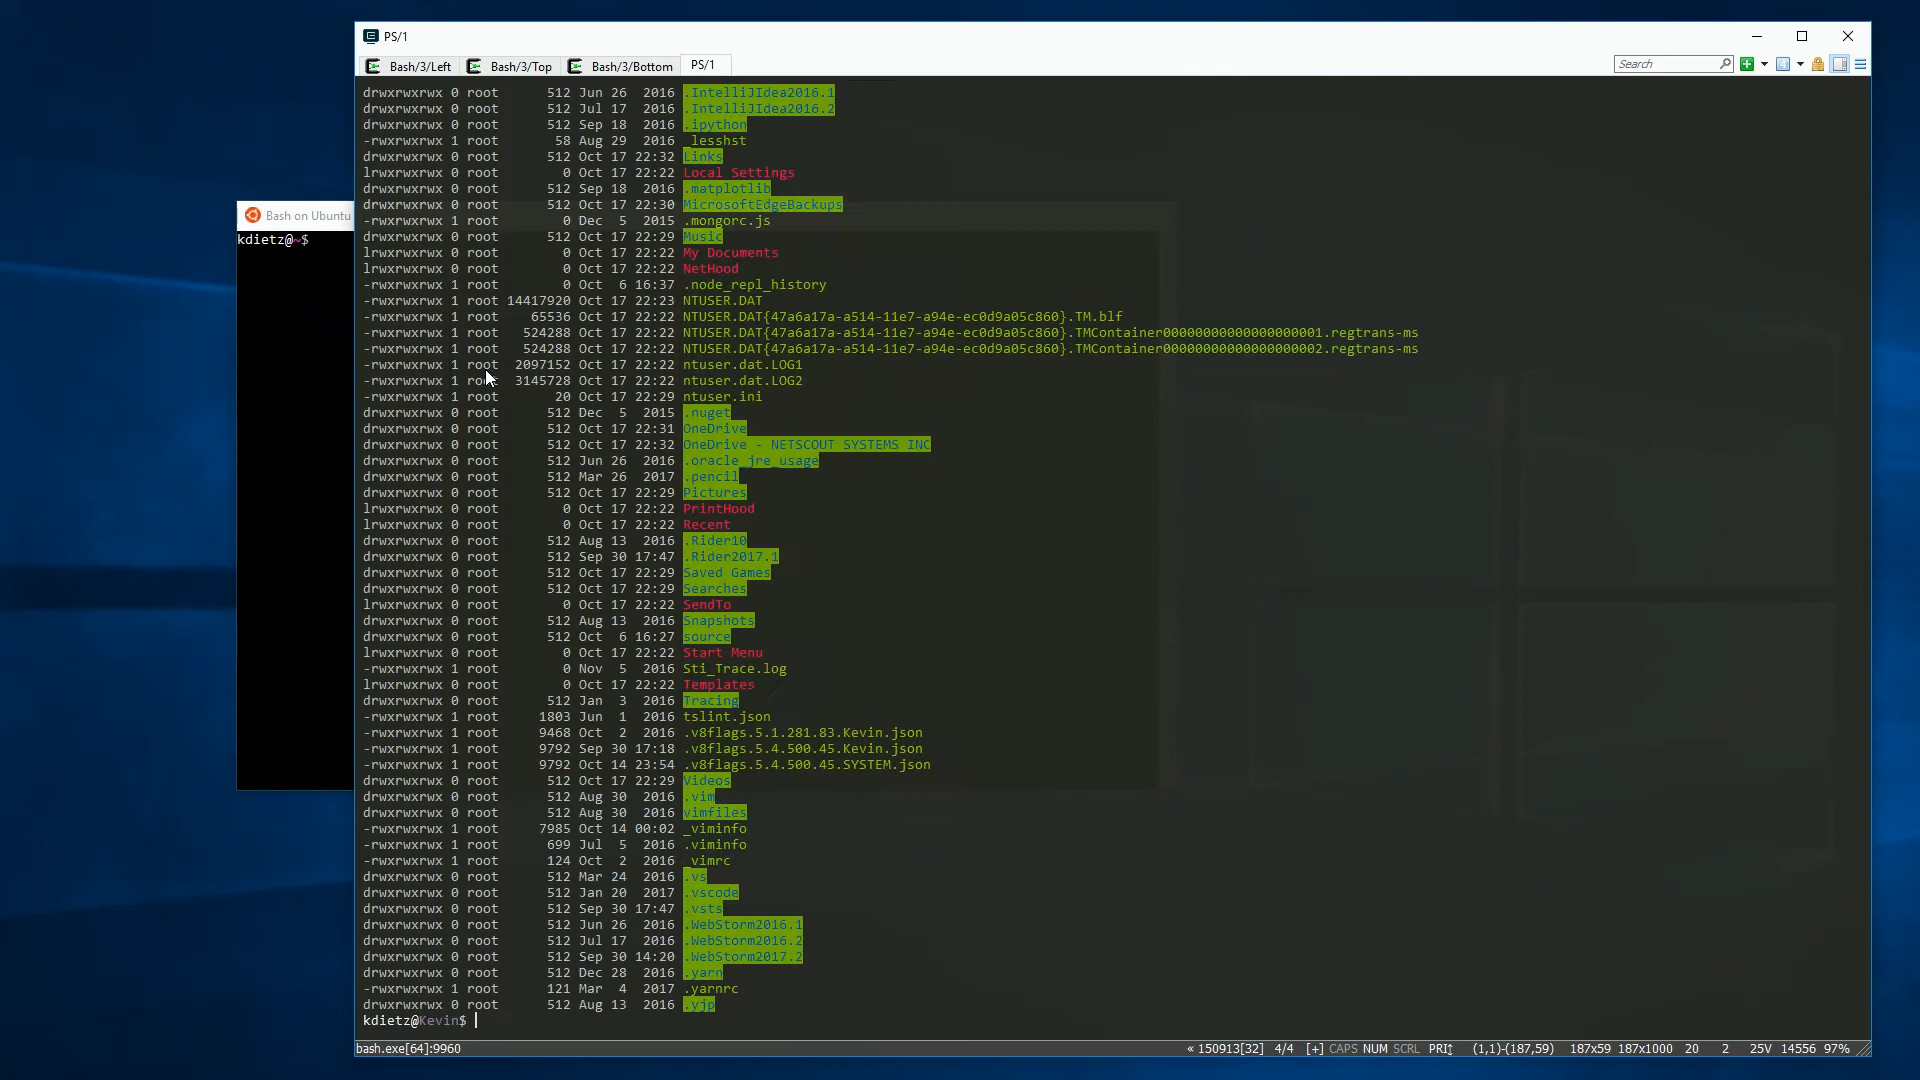 PS/1
Bash/3/Left Bash/3/Top Bash/3/Bottom PS/1 Search
drwxrwxrwx 0 root 512 Jun 26 2016 .IntelliJIdea2016.1
drwxrwxrwx 0 root 512 Jul 17 2016 .IntelliJIdea2016.2
drwxrwxrwx 0 root 512 Sep 18 2016 .ipython
-rwxrwxrwx 1 root 58 Aug 29 2016 _lesshst
drwxrwxrwx 0 root 512 Oct 17 22:32 Links
lrwxrwxrwx 0 root 0 Oct 17 22:22 Local Settings
drwxrwxrwx 0 root 512 Sep 18 2016 .matplotlib
drwxrwxrwx 0 root 512 Oct 17 22:30 MicrosoftEdgeBackups
-rwxrwxrwx 1 root 0 Dec 5 2015 .mongorc.js
drwxrwxrwx 0 root 512 Oct 17 22:29 Music
lrwxrwxrwx 0 root 0 Oct 17 22:22 My Documents
lrwxrwxrwx 0 root 0 Oct 17 22:22 NetHood
-rwxrwxrwx 1 root 0 Oct 6 16:37 .node_repl_history
-rwxrwxrwx 1 root 14417920 Oct 17 22:23 NTUSER.DAT
-rwxrwxrwx 1 root 65536 Oct 17 22:22 NTUSER.DAT{47a6a17a-a514-11e7-a94e-ec0d9a05c860}.TM.blf
-rwxrwxrwx 1 root 524288 Oct 17 22:22 NTUSER.DAT{47a6a17a-a514-11e7-a94e-ec0d9a05c860}.TMContainer00000000000000000001.regtrans-ms
-rwxrwxrwx 1 root 524288 Oct 17 22:22 NTUSER.DAT{47a6a17a-a514-11e7-a94e-ec0d9a05c860}.TMContainer00000000000000000002.regtrans-ms
-rwxrwxrwx 1 root 2097152 Oct 17 22:22 ntuser.dat.LOG1
-rwxrwxrwx 1 root 3145728 Oct 17 22:22 ntuser.dat.LOG2
-rwxrwxrwx 1 root 20 Oct 17 22:29 ntuser.ini
drwxrwxrwx 0 root 512 Dec 5 2015 .nuget
drwxrwxrwx 0 root 512 Oct 17 22:31 OneDrive
drwxrwxrwx 0 root 512 Oct 17 22:32 OneDrive - NETSCOUT SYSTEMS INC
drwxrwxrwx 0 root 512 Jun 26 2016 .oracle_jre_usage
drwxrwxrwx 0 root 512 Mar 26 2017 .pencil
drwxrwxrwx 0 root 512 Oct 17 22:29 Pictures
lrwxrwxrwx 0 root 0 Oct 17 22:22 PrintHood
lrwxrwxrwx 0 root 0 Oct 17 22:22 Recent
drwxrwxrwx 0 root 512 Aug 13 2016 .Rider10
drwxrwxrwx 0 root 512 Sep 30 17:47 .Rider2017.1
drwxrwxrwx 0 root 512 Oct 17 22:29 Saved Games
drwxrwxrwx 0 root 512 Oct 17 22:29 Searches
lrwxrwxrwx 0 root 0 Oct 17 22:22 SendTo
drwxrwxrwx 0 root 512 Aug 13 2016 Snapshots
drwxrwxrwx 0 root 512 Oct 6 16:27 source
lrwxrwxrwx 0 root 0 Oct 17 22:22 Start Menu
-rwxrwxrwx 1 root 0 Nov 5 2016 Sti_Trace.log
lrwxrwxrwx 0 root 0 Oct 17 22:22 Templates
drwxrwxrwx 0 root 512 Jan 3 2016 Tracing
-rwxrwxrwx 1 root 1803 Jun 1 2016 tslint.json
-rwxrwxrwx 1 root 9468 Oct 2 2016 .v8flags.5.1.281.83.Kevin.json
-rwxrwxrwx 1 root 9792 Sep 30 17:18 .v8flags.5.4.500.45.Kevin.json
-rwxrwxrwx 1 root 9792 Oct 14 23:54 .v8flags.5.4.500.45.SYSTEM.json
drwxrwxrwx 0 root 512 Oct 17 22:29 Videos
drwxrwxrwx 0 root 512 Aug 30 2016 .vim
drwxrwxrwx 0 root 512 Aug 30 2016 vimfiles
-rwxrwxrwx 1 root 7985 Oct 14 00:02 _viminfo
-rwxrwxrwx 1 root 699 Jul 5 2016 .viminfo
-rwxrwxrwx 1 root 124 Oct 2 2016 _vimrc
drwxrwxrwx 0 root 512 Mar 24 2016 .vs
drwxrwxrwx 0 root 512 Jan 20 2017 .vscode
drwxrwxrwx 0 root 512 Sep 30 17:47 .vsts
drwxrwxrwx 0 root 512 Jun 26 2016 .WebStorm2016.1
drwxrwxrwx 0 root 512 Jul 17 2016 .WebStorm2016.2
drwxrwxrwx 0 root 512 Sep 30 14:20 .WebStorm2017.2
drwxrwxrwx 0 root 512 Dec 28 2016 .yarn
-rwxrwxrwx 1 root 121 Mar 4 2017 .yarnrc
drwxrwxrwx 0 root 512 Aug 13 2016 .yjp
kdietz@Kevin$
bash.exe[64]:9960 « 150913[32] 4/4 [+] CAPS NUM SCRL PRI↕ (1,1)-(187,59) 187x59 187x1000 20 2 25V 14556 97%
Bash on Ubuntu
kdietz@~$